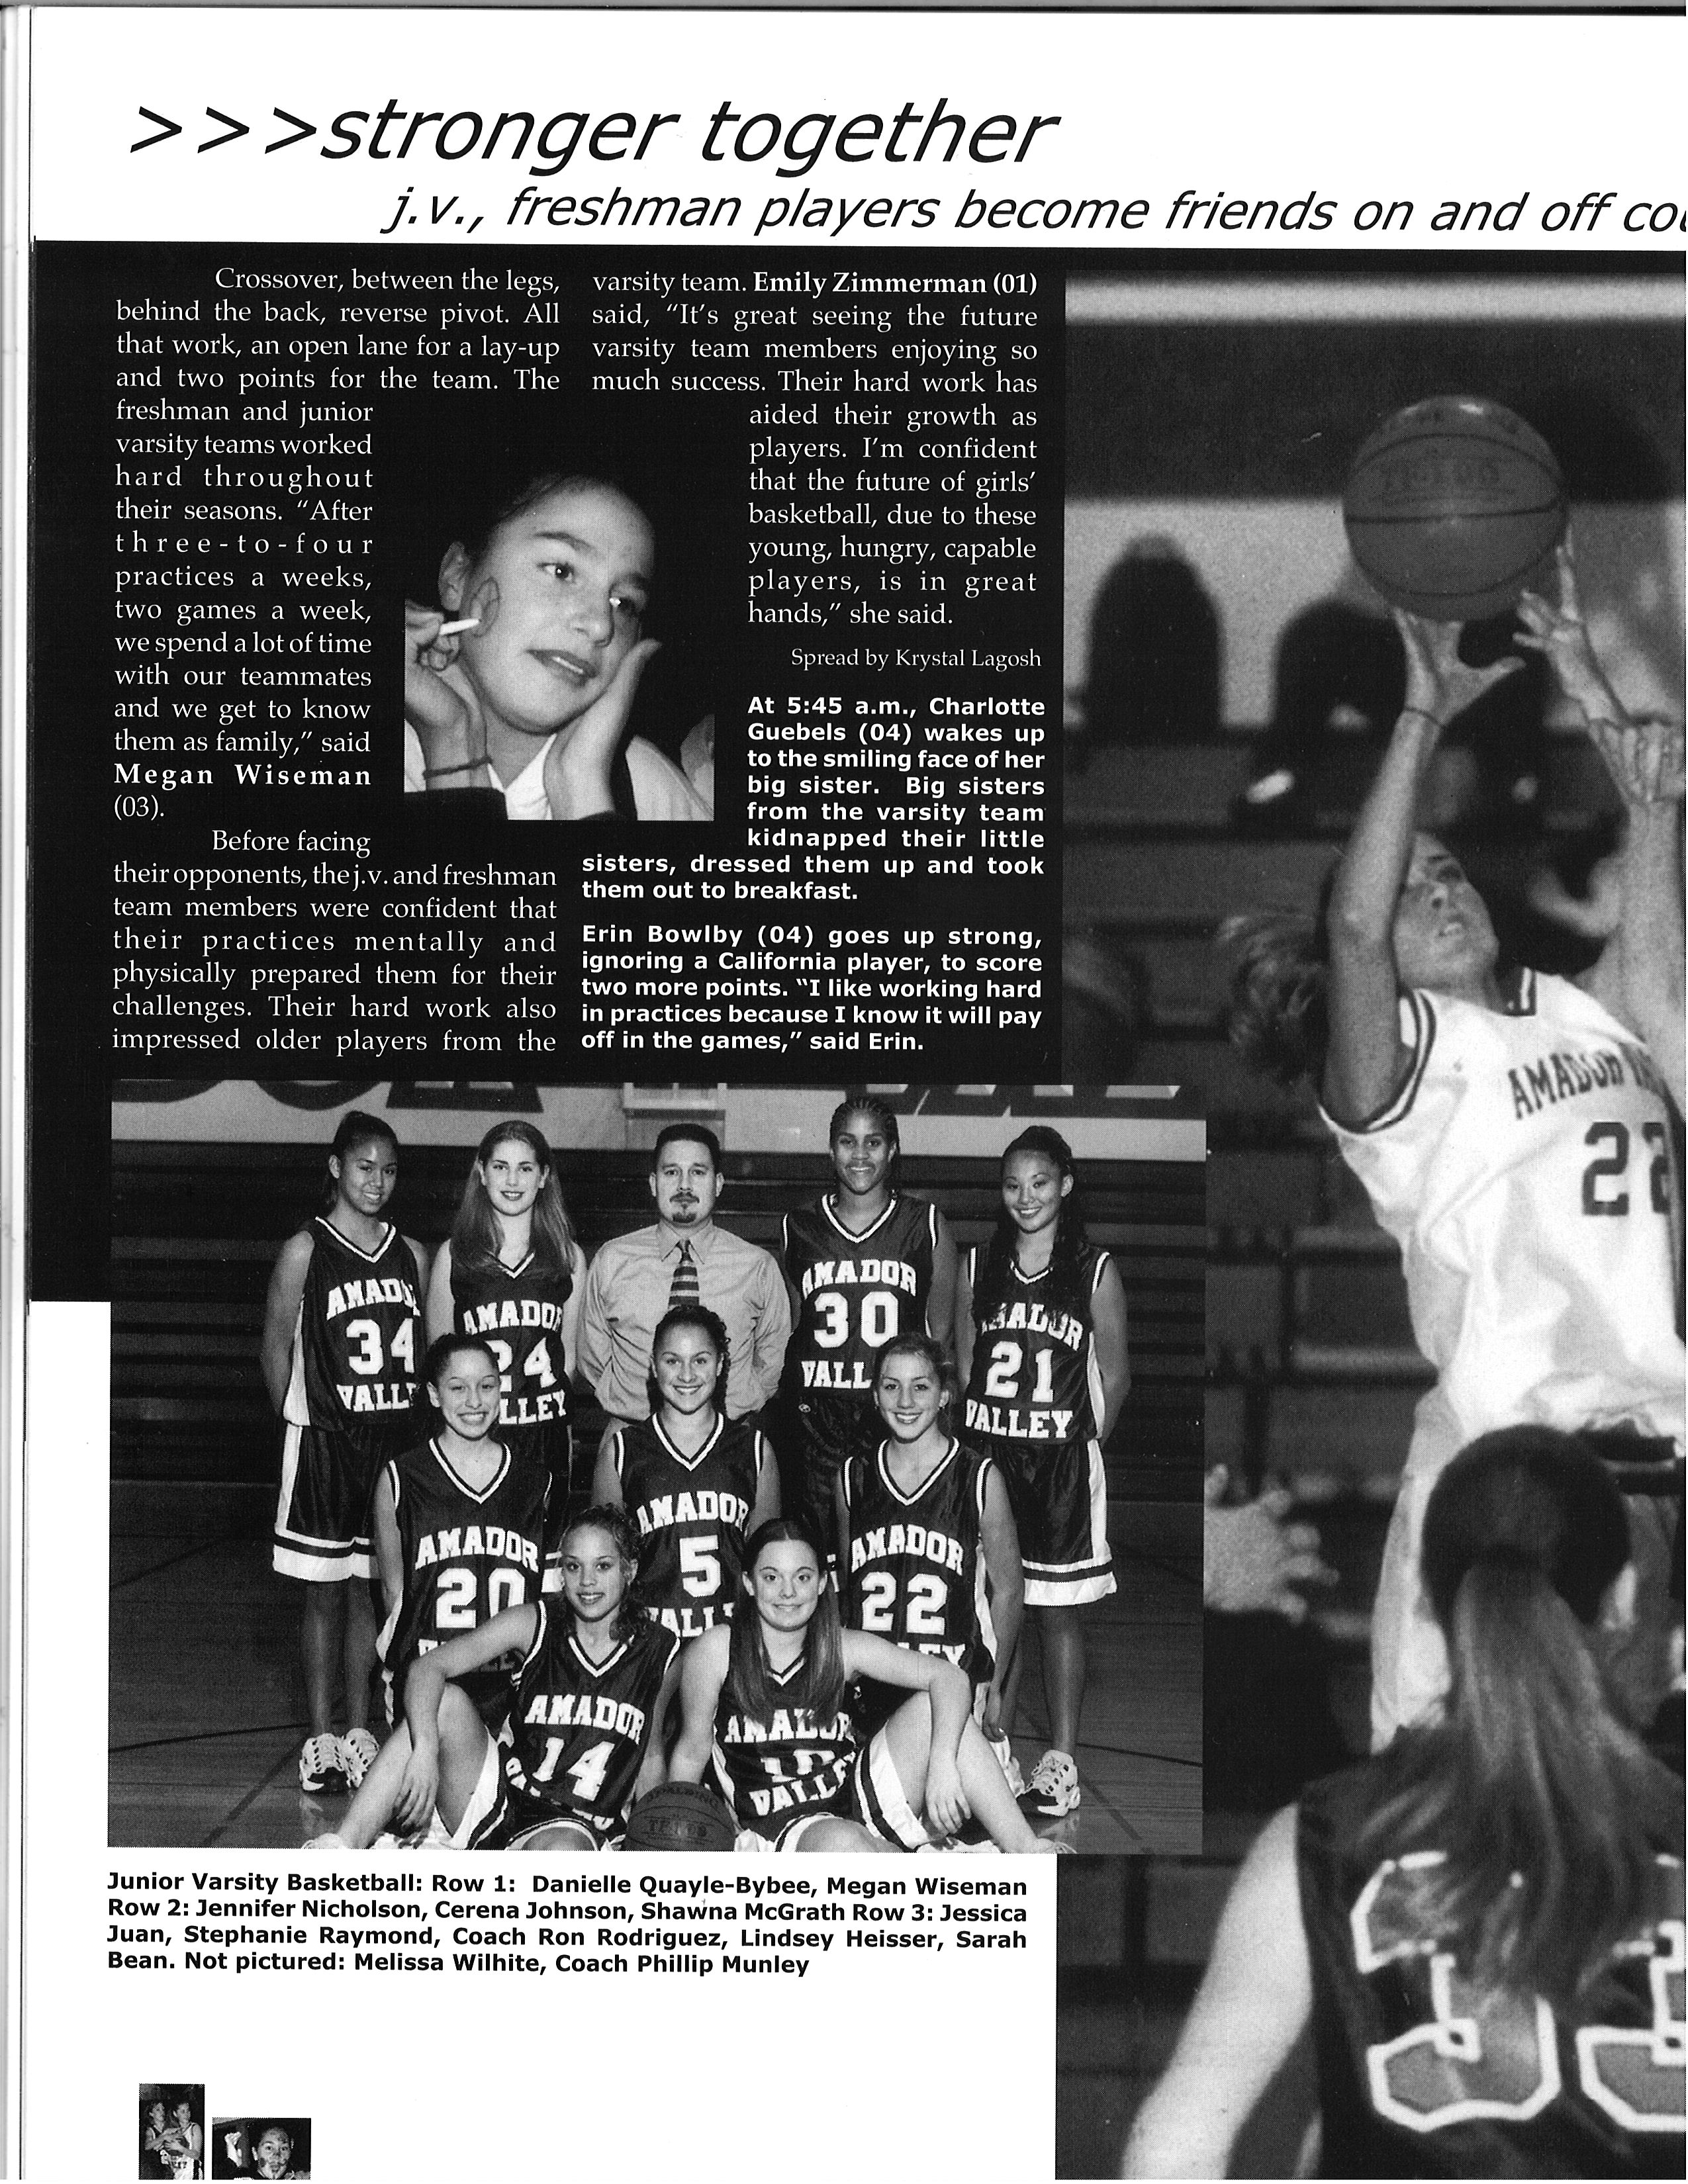 >>>stronger together
j.v., freshman players become friends on and off
Crossover, between the legs,
behind the back, reverse pivot. All
that work, an open lane for a lay-up
and two points for the team. The
freshman and junior
varsity teams worked
hard throughout
their seasons. "After
three-to-four
practices a weeks,
two games a week,
we spend a lot of time
with our teammates
and we get to know
them as family," said
Megan Wiseman
(03).
Before facing
their opponents, the j.v. and freshman
team members were confident that
their practices mentally and
physically prepared them for their
challenges. Their hard work also
impressed older players from the
varsity team. Emily Zimmerman (01)
said, "It's great seeing the future
varsity team members enjoying so
much success. Their hard work has
aided their growth as
players. I'm confident
that the future of girls'
basketball, due to these
young, hungry, capable
players, is in great
hands," she said.
Spread by Krystal Lagosh
At 5:45 a.m., Charlotte
Guebels (04) wakes up
to the smiling face of her
big sister. Big sisters
from the varsity team
kidnapped their little
sisters, dressed them up and took
them out to breakfast.
Erin Bowlby (04) goes up strong,
ignoring a California player, to score
two more points. "I like working hard
in practices because I know it will pay
off in the games," said Erin.
AMADOR
22
AMADOR
34
VALLEY
AMADOR
24
VALLEY
AMADOR
30
VALL
AMADOR
21
VALLEY
AMADOR
20
AMADOR
5
VALL
AMADOR
22
AMADOR
14
AMADOR
10
VALLEY
33
Junior Varsity Basketball: Row 1: Danielle Quayle-Bybee, Megan Wiseman
Row 2: Jennifer Nicholson, Cerena Johnson, Shawna McGrath Row 3: Jessica
Juan, Stephanie Raymond, Coach Ron Rodriguez, Lindsey Heisser, Sarah
Bean. Not pictured: Melissa Wilhite, Coach Phillip Munley